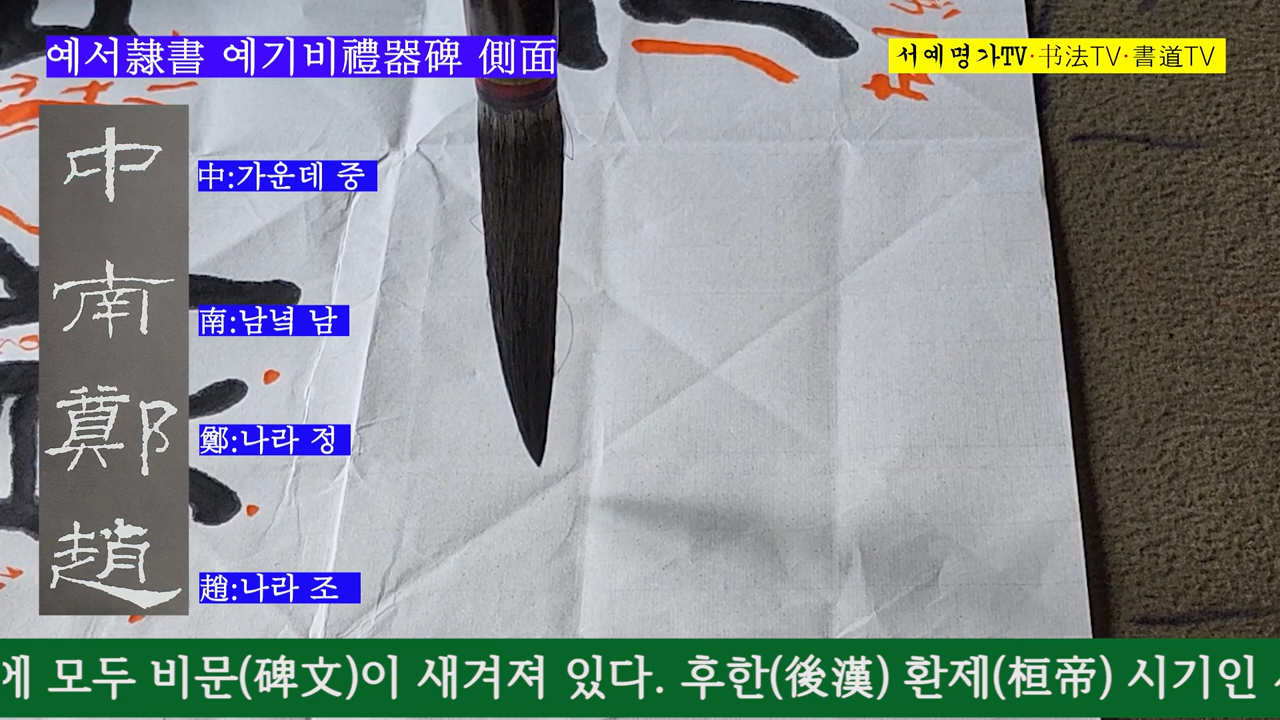 예서隸書 예기비禮器碑 側面
서예명가TV·书法TV·書道TV
中
南
鄭
趙
中:가운데 중
南:남녘 남
鄭:나라 정
趙:나라 조
에 모두 비문(碑文)이 새겨져 있다. 후한(後漢) 환제(桓帝) 시기인